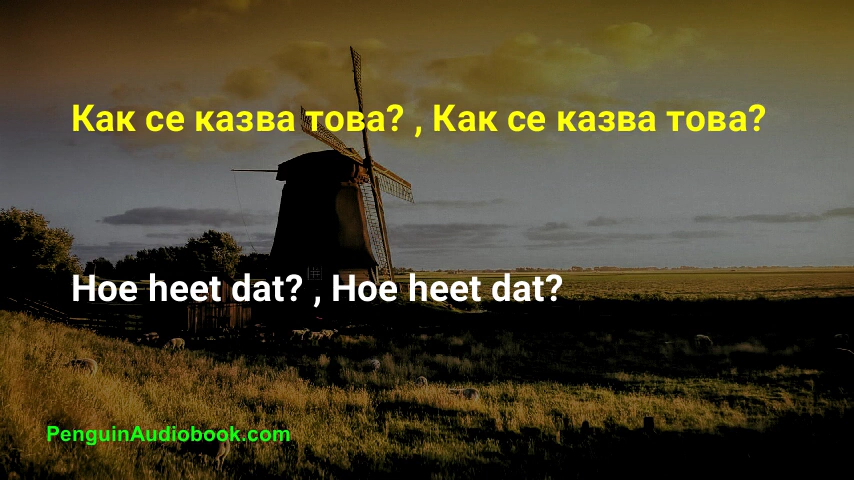 Как се казва това? , Как се казва това?
Hoe heet dat? , Hoe heet dat?
PenguinAudiobook.com